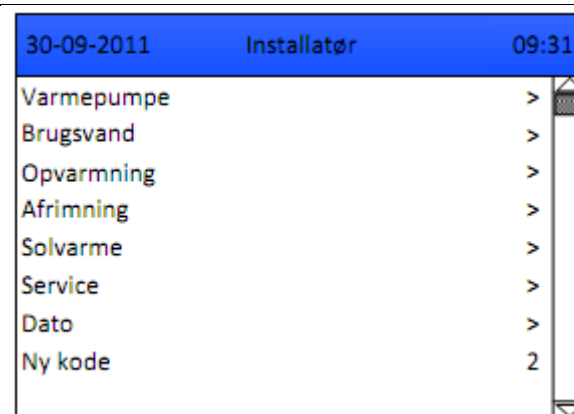 30-09-2011 Installatør 09:31
Varmepumpe >
Brugsvand >
Opvarmning >
Afrimning >
Solvarme >
Service >
Dato >
Ny kode 2